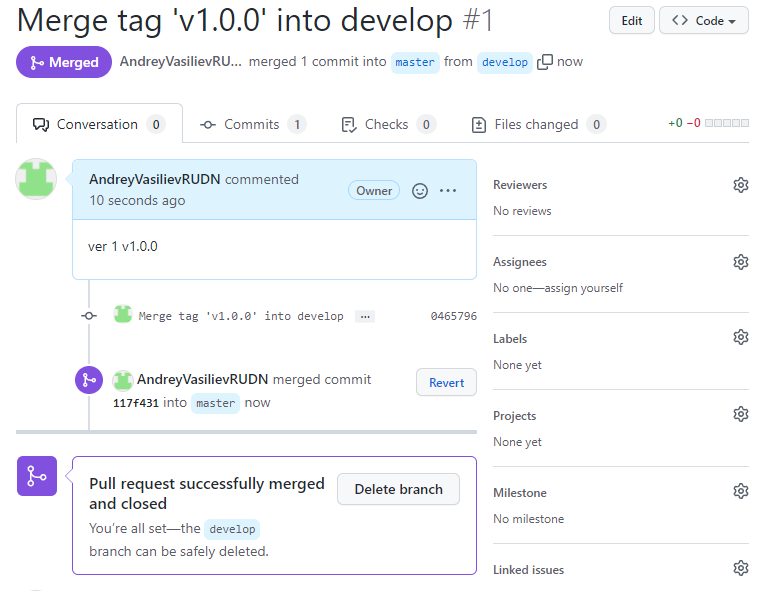 Merge tag 'v1.0.0' into develop #1
Edit
<> Code
Merged
AndreyVasilievRU... merged 1 commit into master from develop now
Conversation 0
Commits 1
Checks 0
Files changed 0
+0 −0
AndreyVasilievRUDN commented
10 seconds ago
Owner
ver 1 v1.0.0
Merge tag 'v1.0.0' into develop ... 0465796
AndreyVasilievRUDN merged commit
117f431 into master now
Revert
Pull request successfully merged
and closed
You're all set—the develop
branch can be safely deleted.
Delete branch
Reviewers
No reviews
Assignees
No one—assign yourself
Labels
None yet
Projects
None yet
Milestone
No milestone
Linked issues